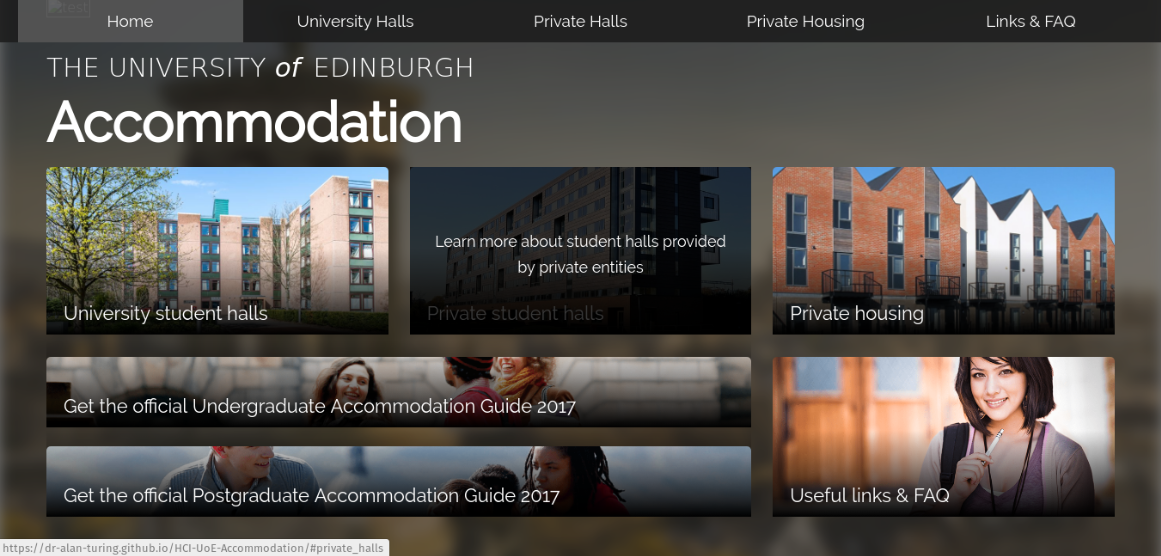 test
Home
University Halls
Private Halls
Private Housing
Links & FAQ
THE UNIVERSITY of EDINBURGH
Accommodation
University student halls
Learn more about student halls provided
by private entities
Private student halls
Private housing
Get the official Undergraduate Accommodation Guide 2017
Get the official Postgraduate Accommodation Guide 2017
Useful links & FAQ
https://dr-alan-turing.github.io/HCI-UoE-Accommodation/#private_halls